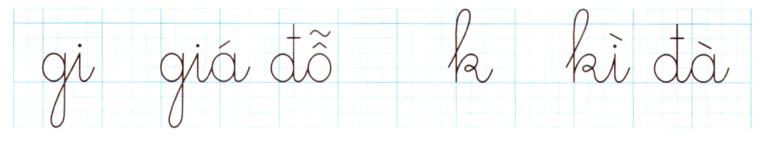 gi giá đỗ k kì đà